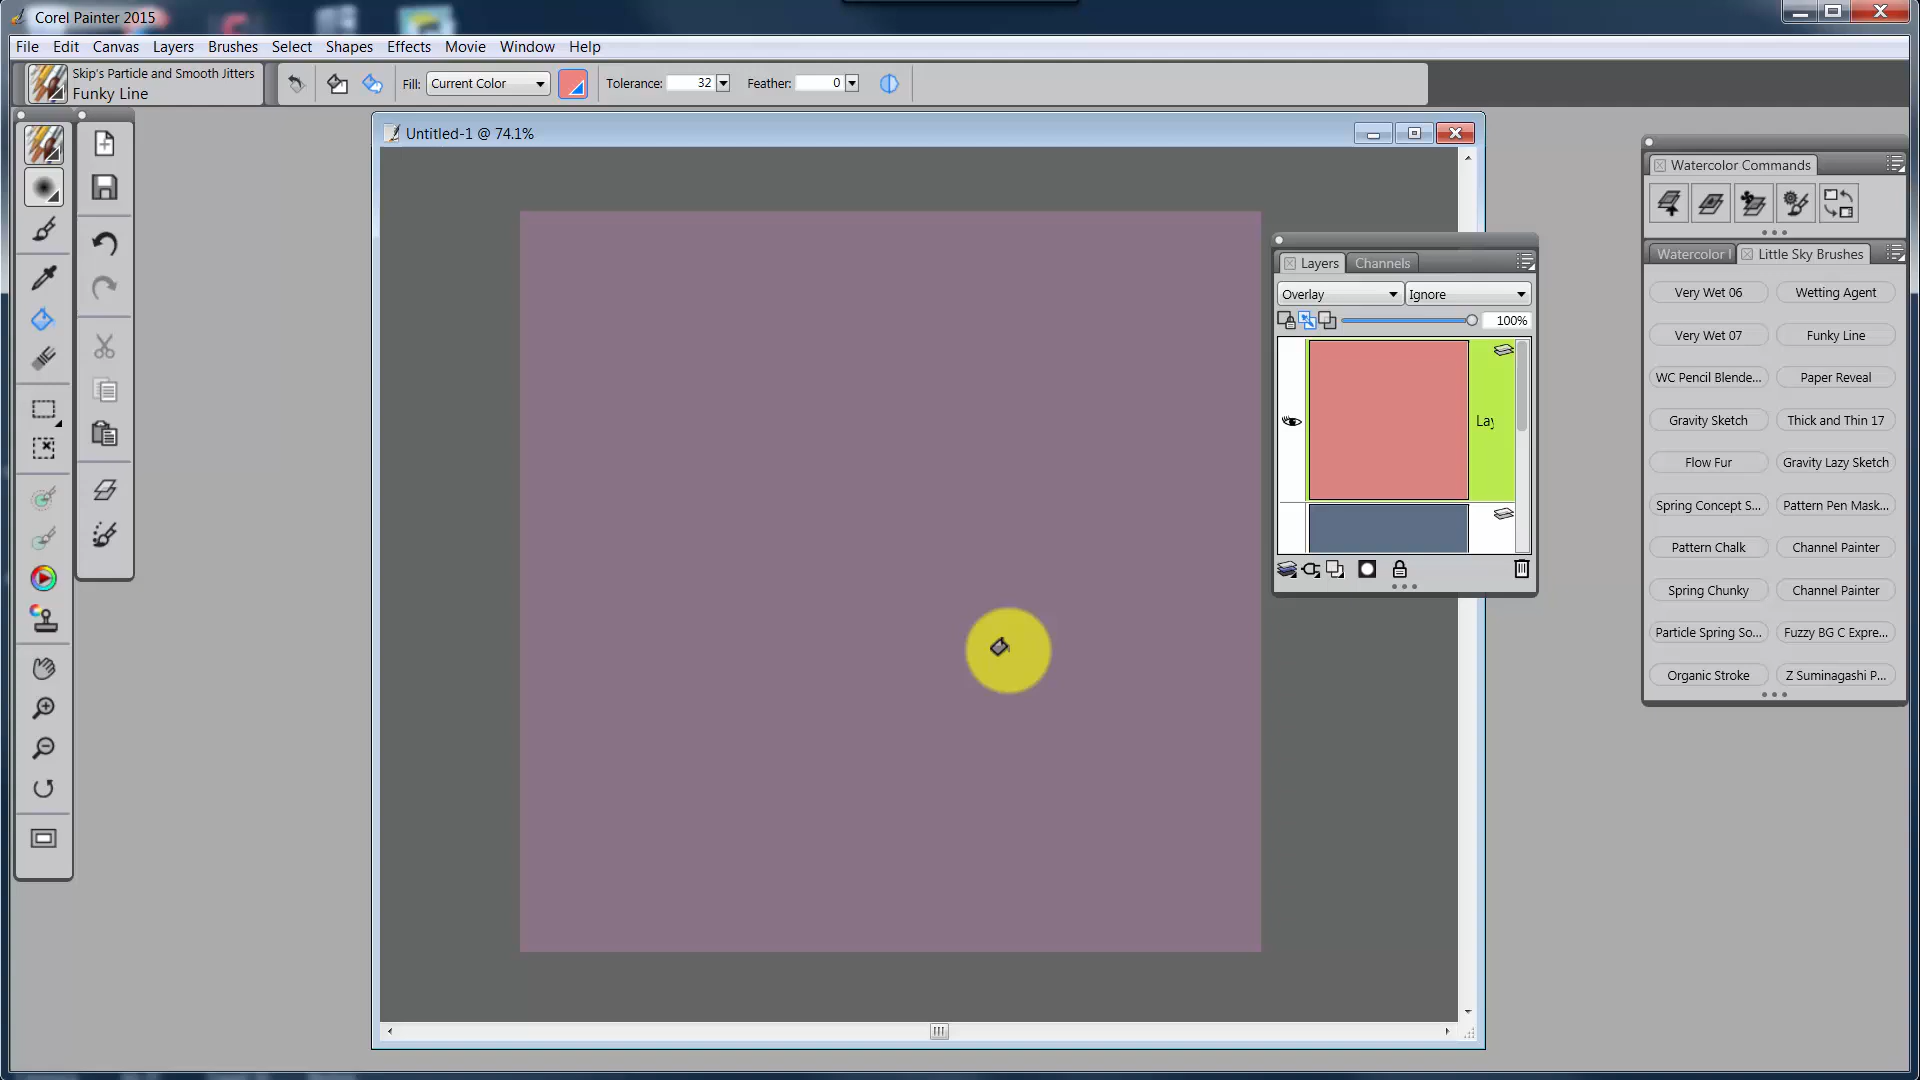 Corel Painter 2015
File Edit Canvas Layers Brushes Select Shapes Effects Movie Window Help
Skip's Particle and Smooth Jitters
Funky Line
Fill: Current Color Tolerance: 32 Feather: 0
Untitled-1 @ 74.1%
Watercolor Commands
Watercolor I Little Sky Brushes
Very Wet 06 Wetting Agent
Very Wet 07 Funky Line
WC Pencil Blende... Paper Reveal
Gravity Sketch Thick and Thin 17
Flow Fur Gravity Lazy Sketch
Spring Concept S... Pattern Pen Mask...
Pattern Chalk Channel Painter
Spring Chunky Channel Painter
Particle Spring So... Fuzzy BG C Expre...
Organic Stroke Z Suminagashi P...
Layers Channels
Overlay Ignore
100%
Lay